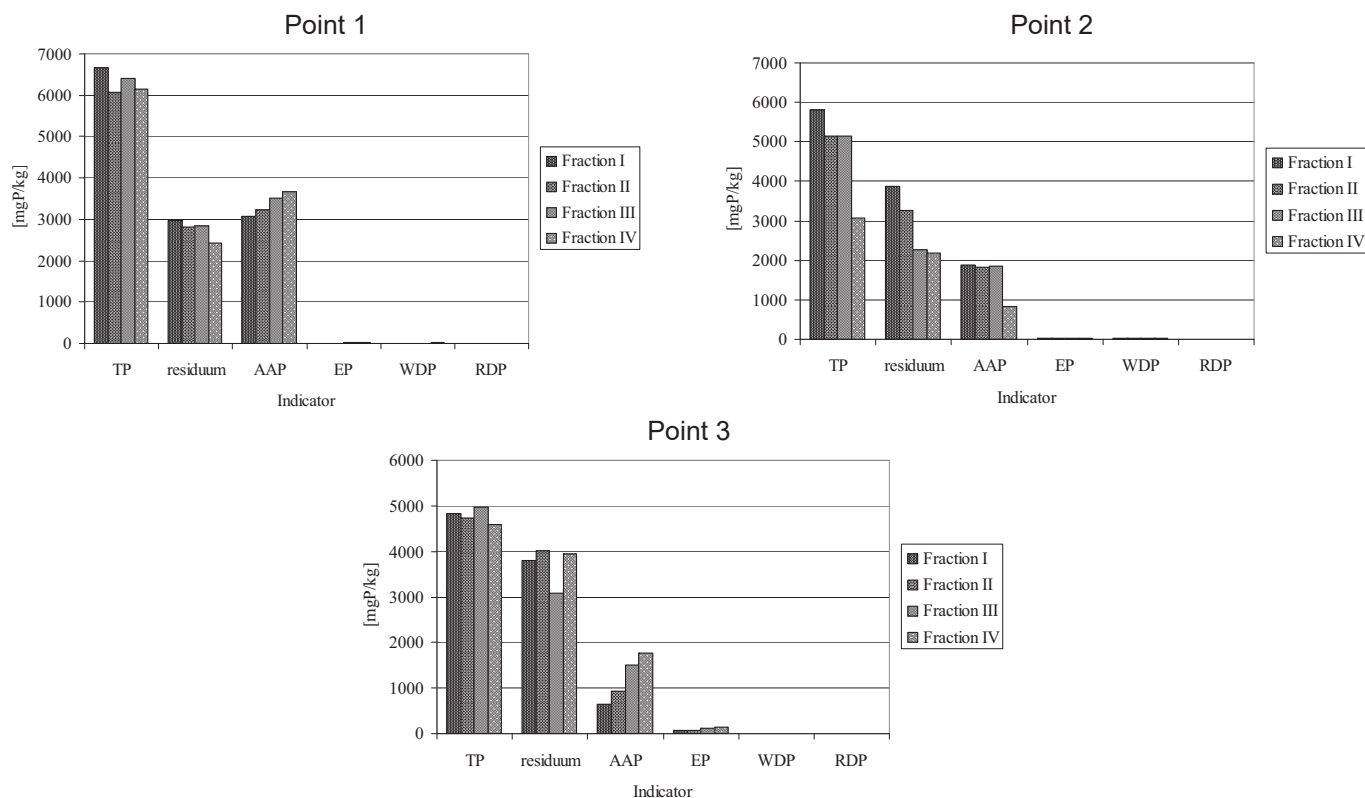 Point 1
7000
6000
5000
4000
3000
2000
1000
0
[mgP/kg]
TP residuum AAP EP WDP RDP
Indicator
Fraction I
Fraction II
Fraction III
Fraction IV
Point 2
7000
6000
5000
4000
3000
2000
1000
0
[mgP/kg]
TP residuum AAP EP WDP RDP
Indicator
Fraction I
Fraction II
Fraction III
Fraction IV
Point 3
6000
5000
4000
3000
2000
1000
0
[mgP/kg]
TP residuum AAP EP WDP RDP
Indicator
Fraction I
Fraction II
Fraction III
Fraction IV